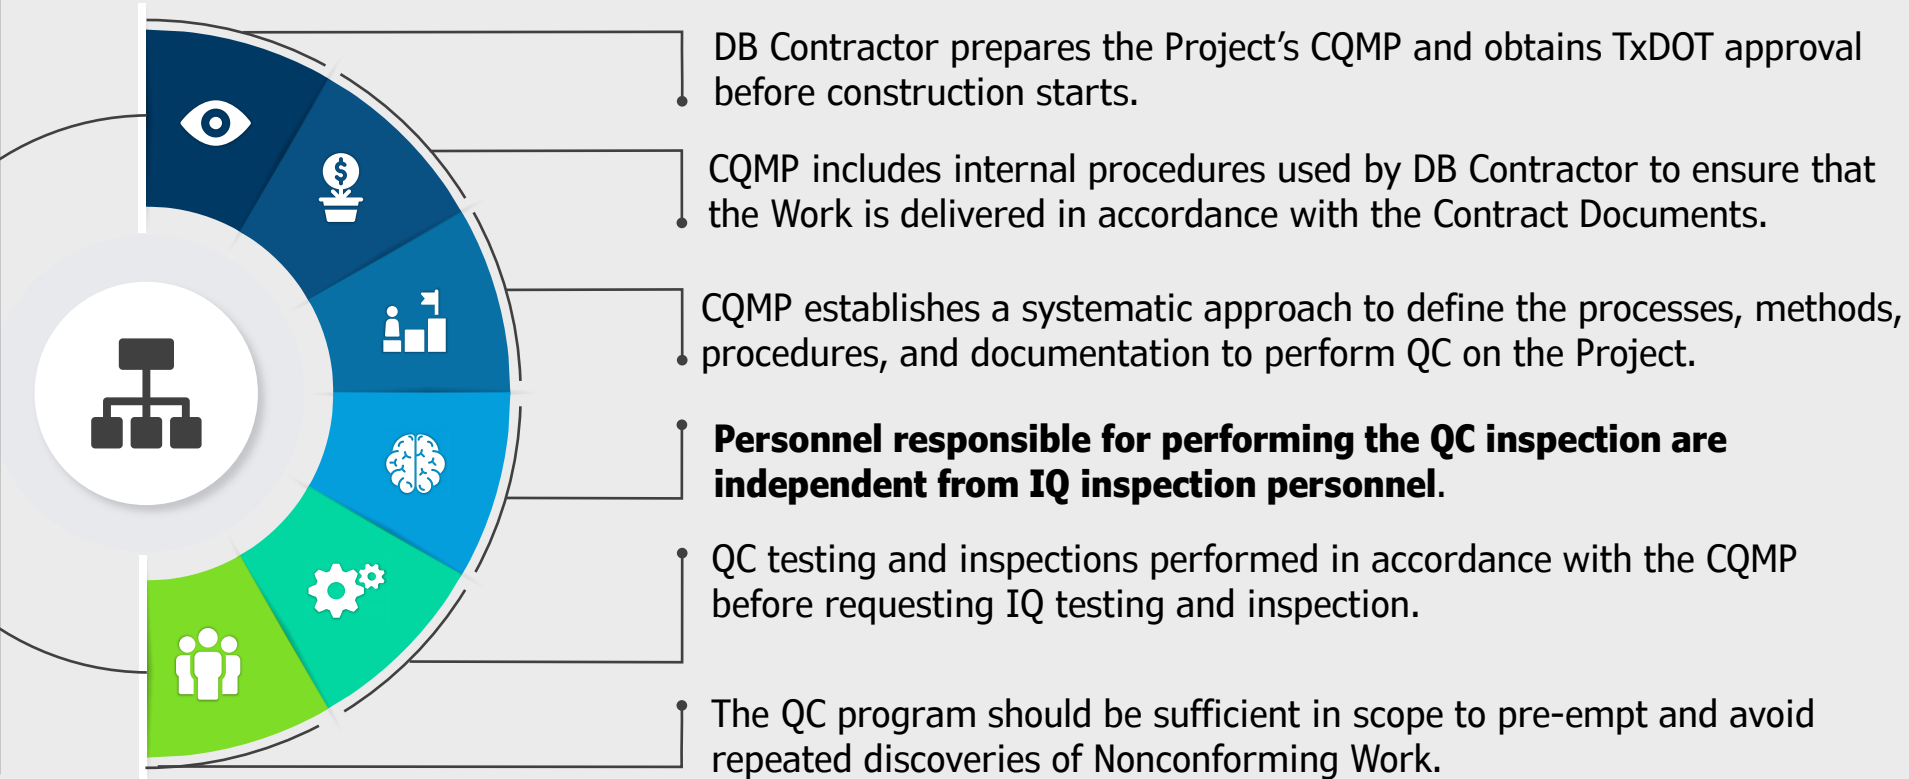 DB Contractor prepares the Project’s CQMP and obtains TxDOT approval
before construction starts.
CQMP includes internal procedures used by DB Contractor to ensure that
the Work is delivered in accordance with the Contract Documents.
CQMP establishes a systematic approach to define the processes, methods,
procedures, and documentation to perform QC on the Project.
Personnel responsible for performing the QC inspection are
independent from IQ inspection personnel.
QC testing and inspections performed in accordance with the CQMP
before requesting IQ testing and inspection.
The QC program should be sufficient in scope to pre-empt and avoid
repeated discoveries of Nonconforming Work.